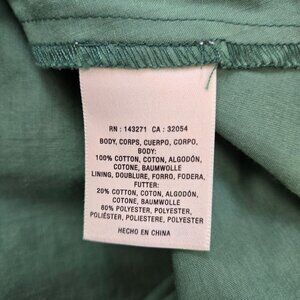 RN : 143271 CA : 32054
BODY, CORPS, CUERPO, CORPO,
BODY:
100% COTTON, COTON, ALGODÓN,
COTONE, BAUMWOLLE
LINING, DOUBLURE, FORRO, FODERA,
FUTTER:
20% COTTON, COTON, ALGODÓN,
COTONE, BAUMWOLLE
80% POLYESTER, POLYESTER,
POLIÉSTER, POLIESTERE, POLYESTER
HECHO EN CHINA